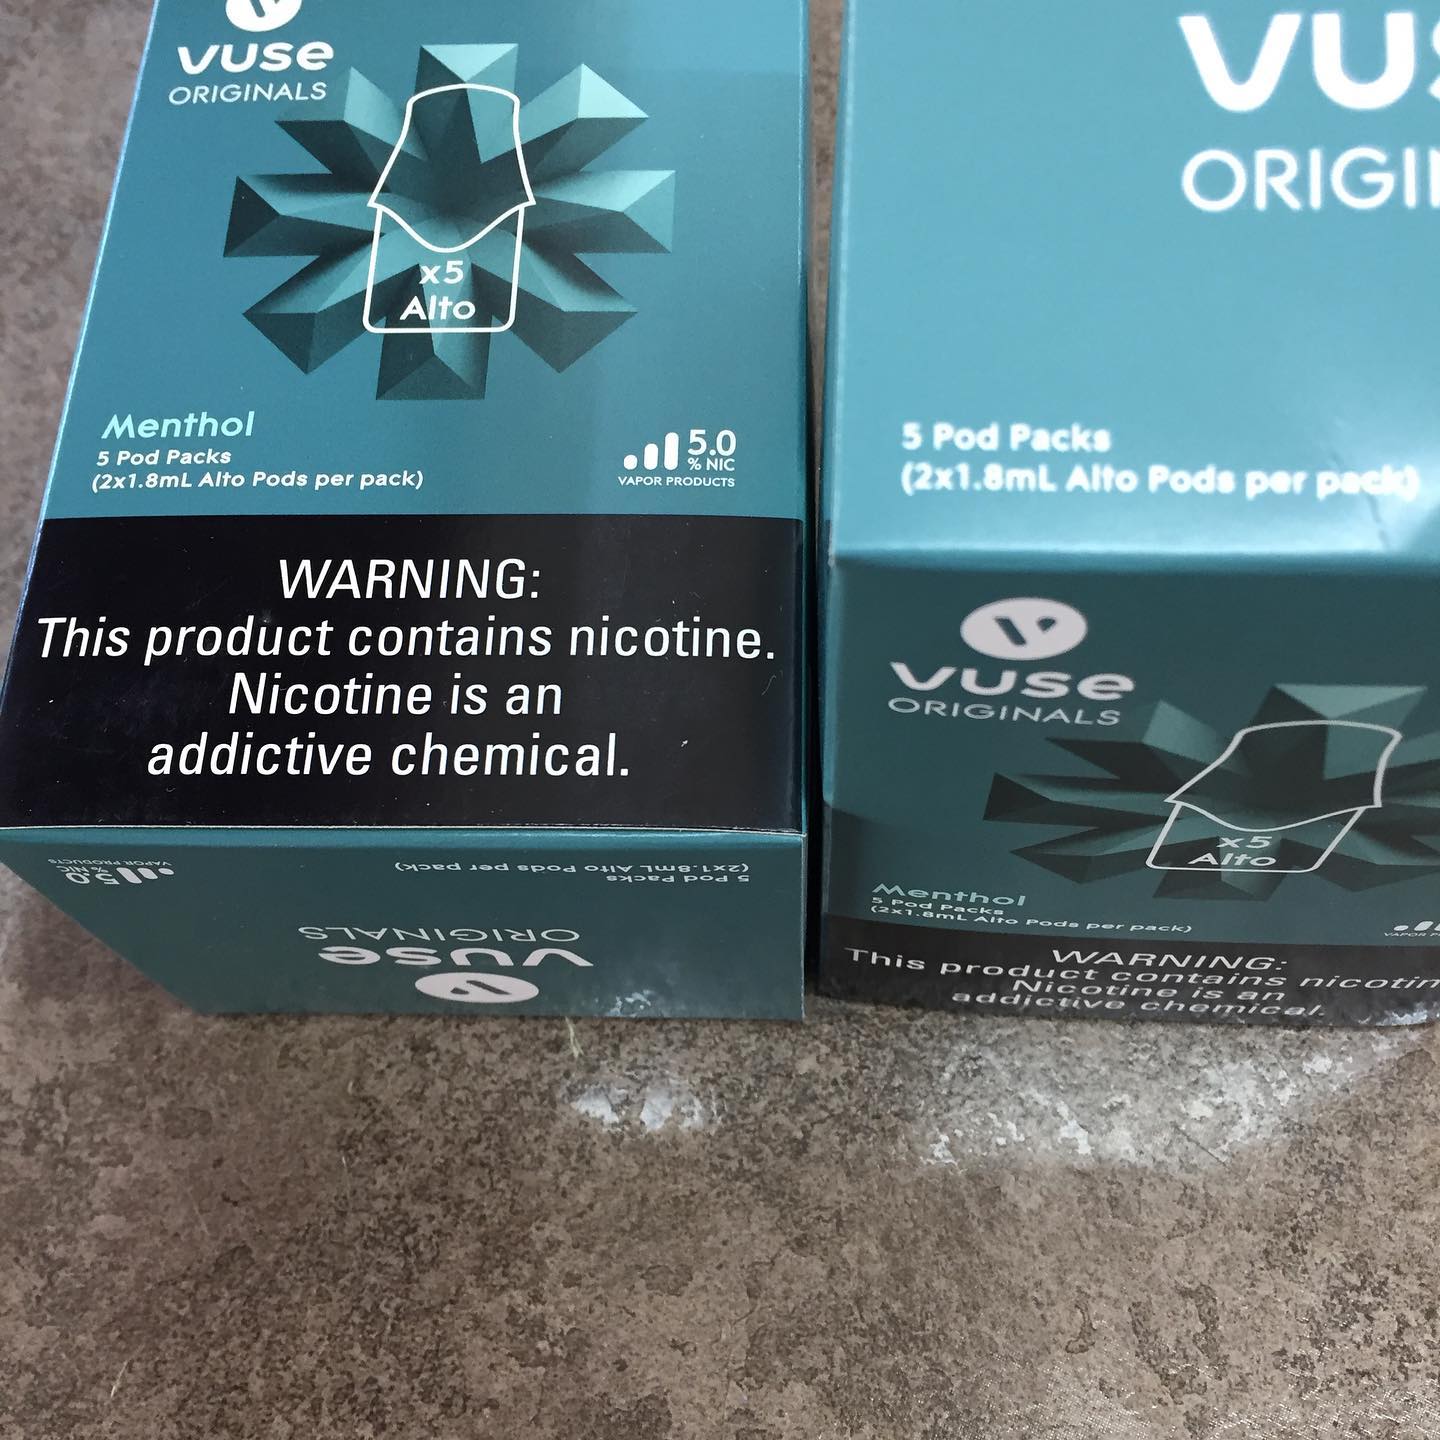 vuse
ORIGINALS
x5
Alto
Menthol
5 Pod Packs
(2x1.8mL Alto Pods per pack)
5.0
% NIC
VAPOR PRODUCTS
WARNING:
This product contains nicotine.
Nicotine is an
addictive chemical.
5.0
% NIC
VAPOR PRODUCTS
5 Pod Packs
(2x1.8mL Alto Pods per pack)
vuse
ORIGINALS
VUS
ORIGI
5 Pod Packs
(2x1.8mL Alto Pods per pack)
vuse
ORIGINALS
x5
Alto
Menthol
5 Pod Packs
(2x1.8mL Alto Pods per pack)
VAPOR P
WARNING:
This product contains nicotin
Nicotine is an
addictive chemical.